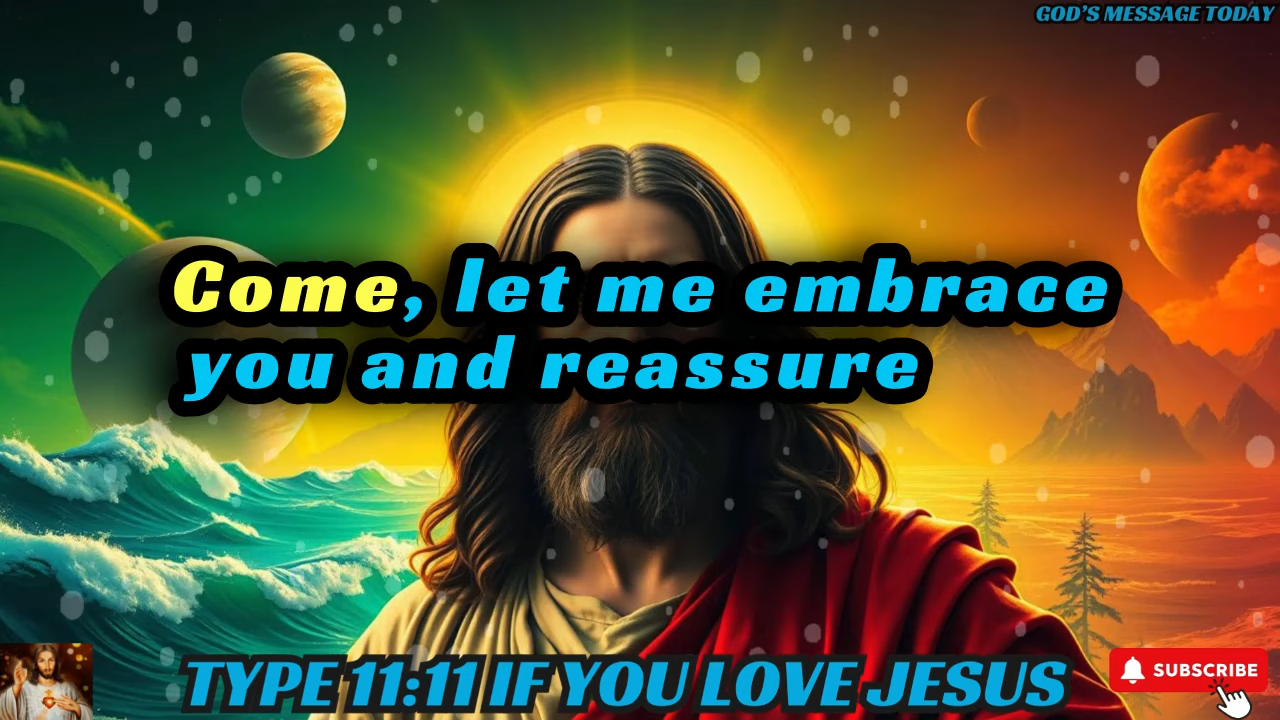 GOD'S MESSAGE TODAY
Come, let me embrace
you and reassure
TYPE 11:11 IF YOU LOVE JESUS
SUBSCRIBE